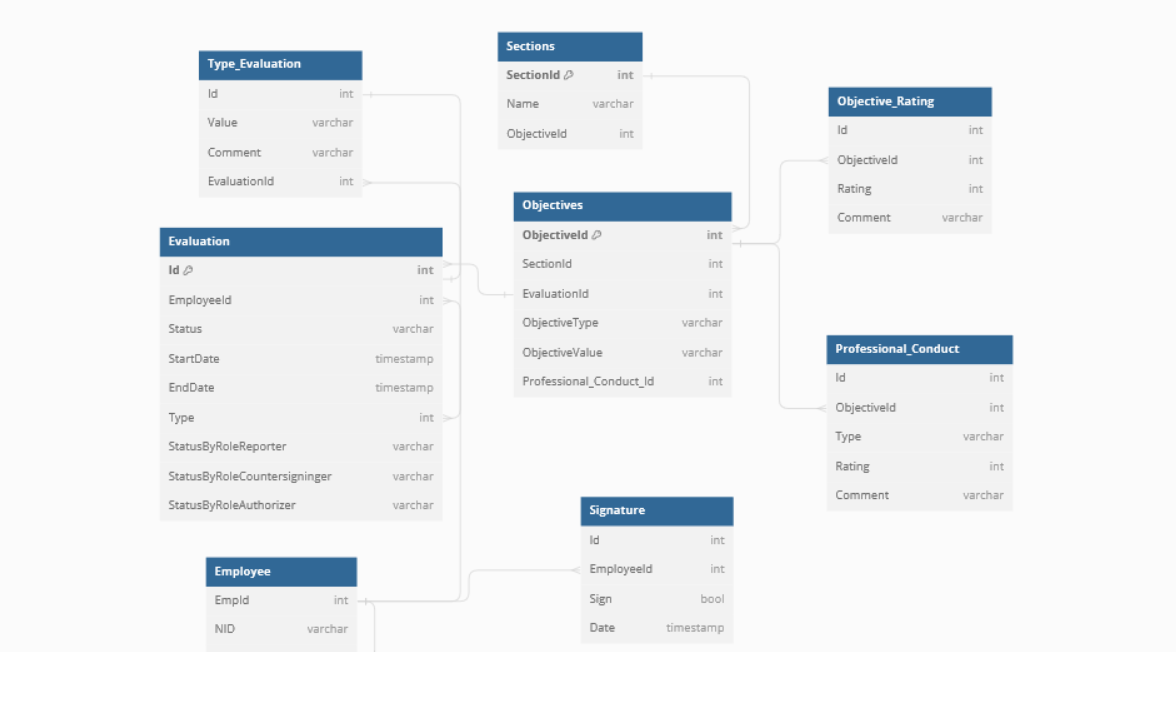 Type_Evaluation
Id int
Value varchar
Comment varchar
EvaluationId int
Sections
SectionId int
Name varchar
ObjectiveId int
Objective_Rating
Id int
ObjectiveId int
Rating int
Comment varchar
Evaluation
Id int
EmployeeId int
Status varchar
StartDate timestamp
EndDate timestamp
Type int
StatusByRoleReporter varchar
StatusByRoleCountersigninger varchar
StatusByRoleAuthorizer varchar
Objectives
ObjectiveId int
SectionId int
EvaluationId int
ObjectiveType varchar
ObjectiveValue varchar
Professional_Conduct_Id int
Professional_Conduct
Id int
ObjectiveId int
Type varchar
Rating int
Comment varchar
Employee
EmpId int
NID varchar
Signature
Id int
EmployeeId int
Sign bool
Date timestamp